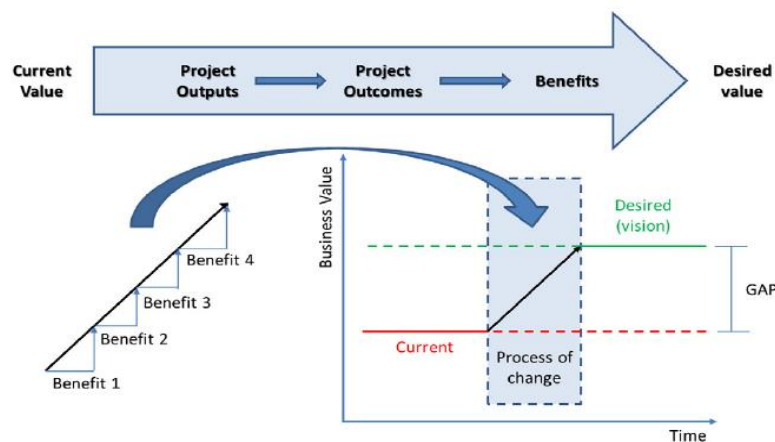 Current
Value
Project
Outputs
Project
Outcomes
Benefits
Desired
value
Benefit 4
Benefit 3
Benefit 2
Benefit 1
Business Value
Desired
(vision)
GAP
Current
Process of
change
Time